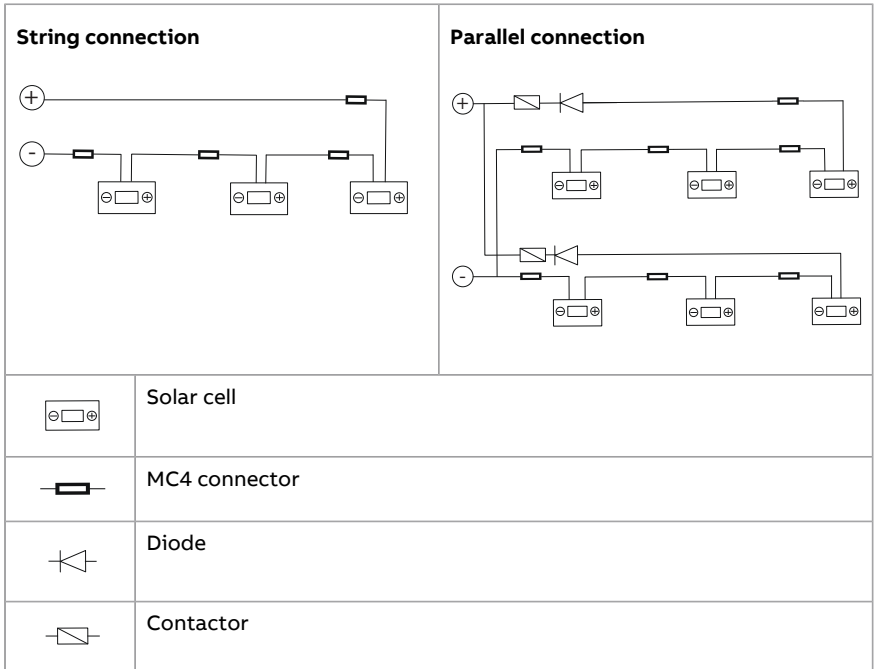 String connection
Parallel connection
+
-
⊖ ⊕
⊖ ⊕
⊖ ⊕
+
⊖ ⊕
⊖ ⊕
⊖ ⊕
-
⊖ ⊕
⊖ ⊕
⊖ ⊕
⊖ ⊕
Solar cell
MC4 connector
Diode
Contactor